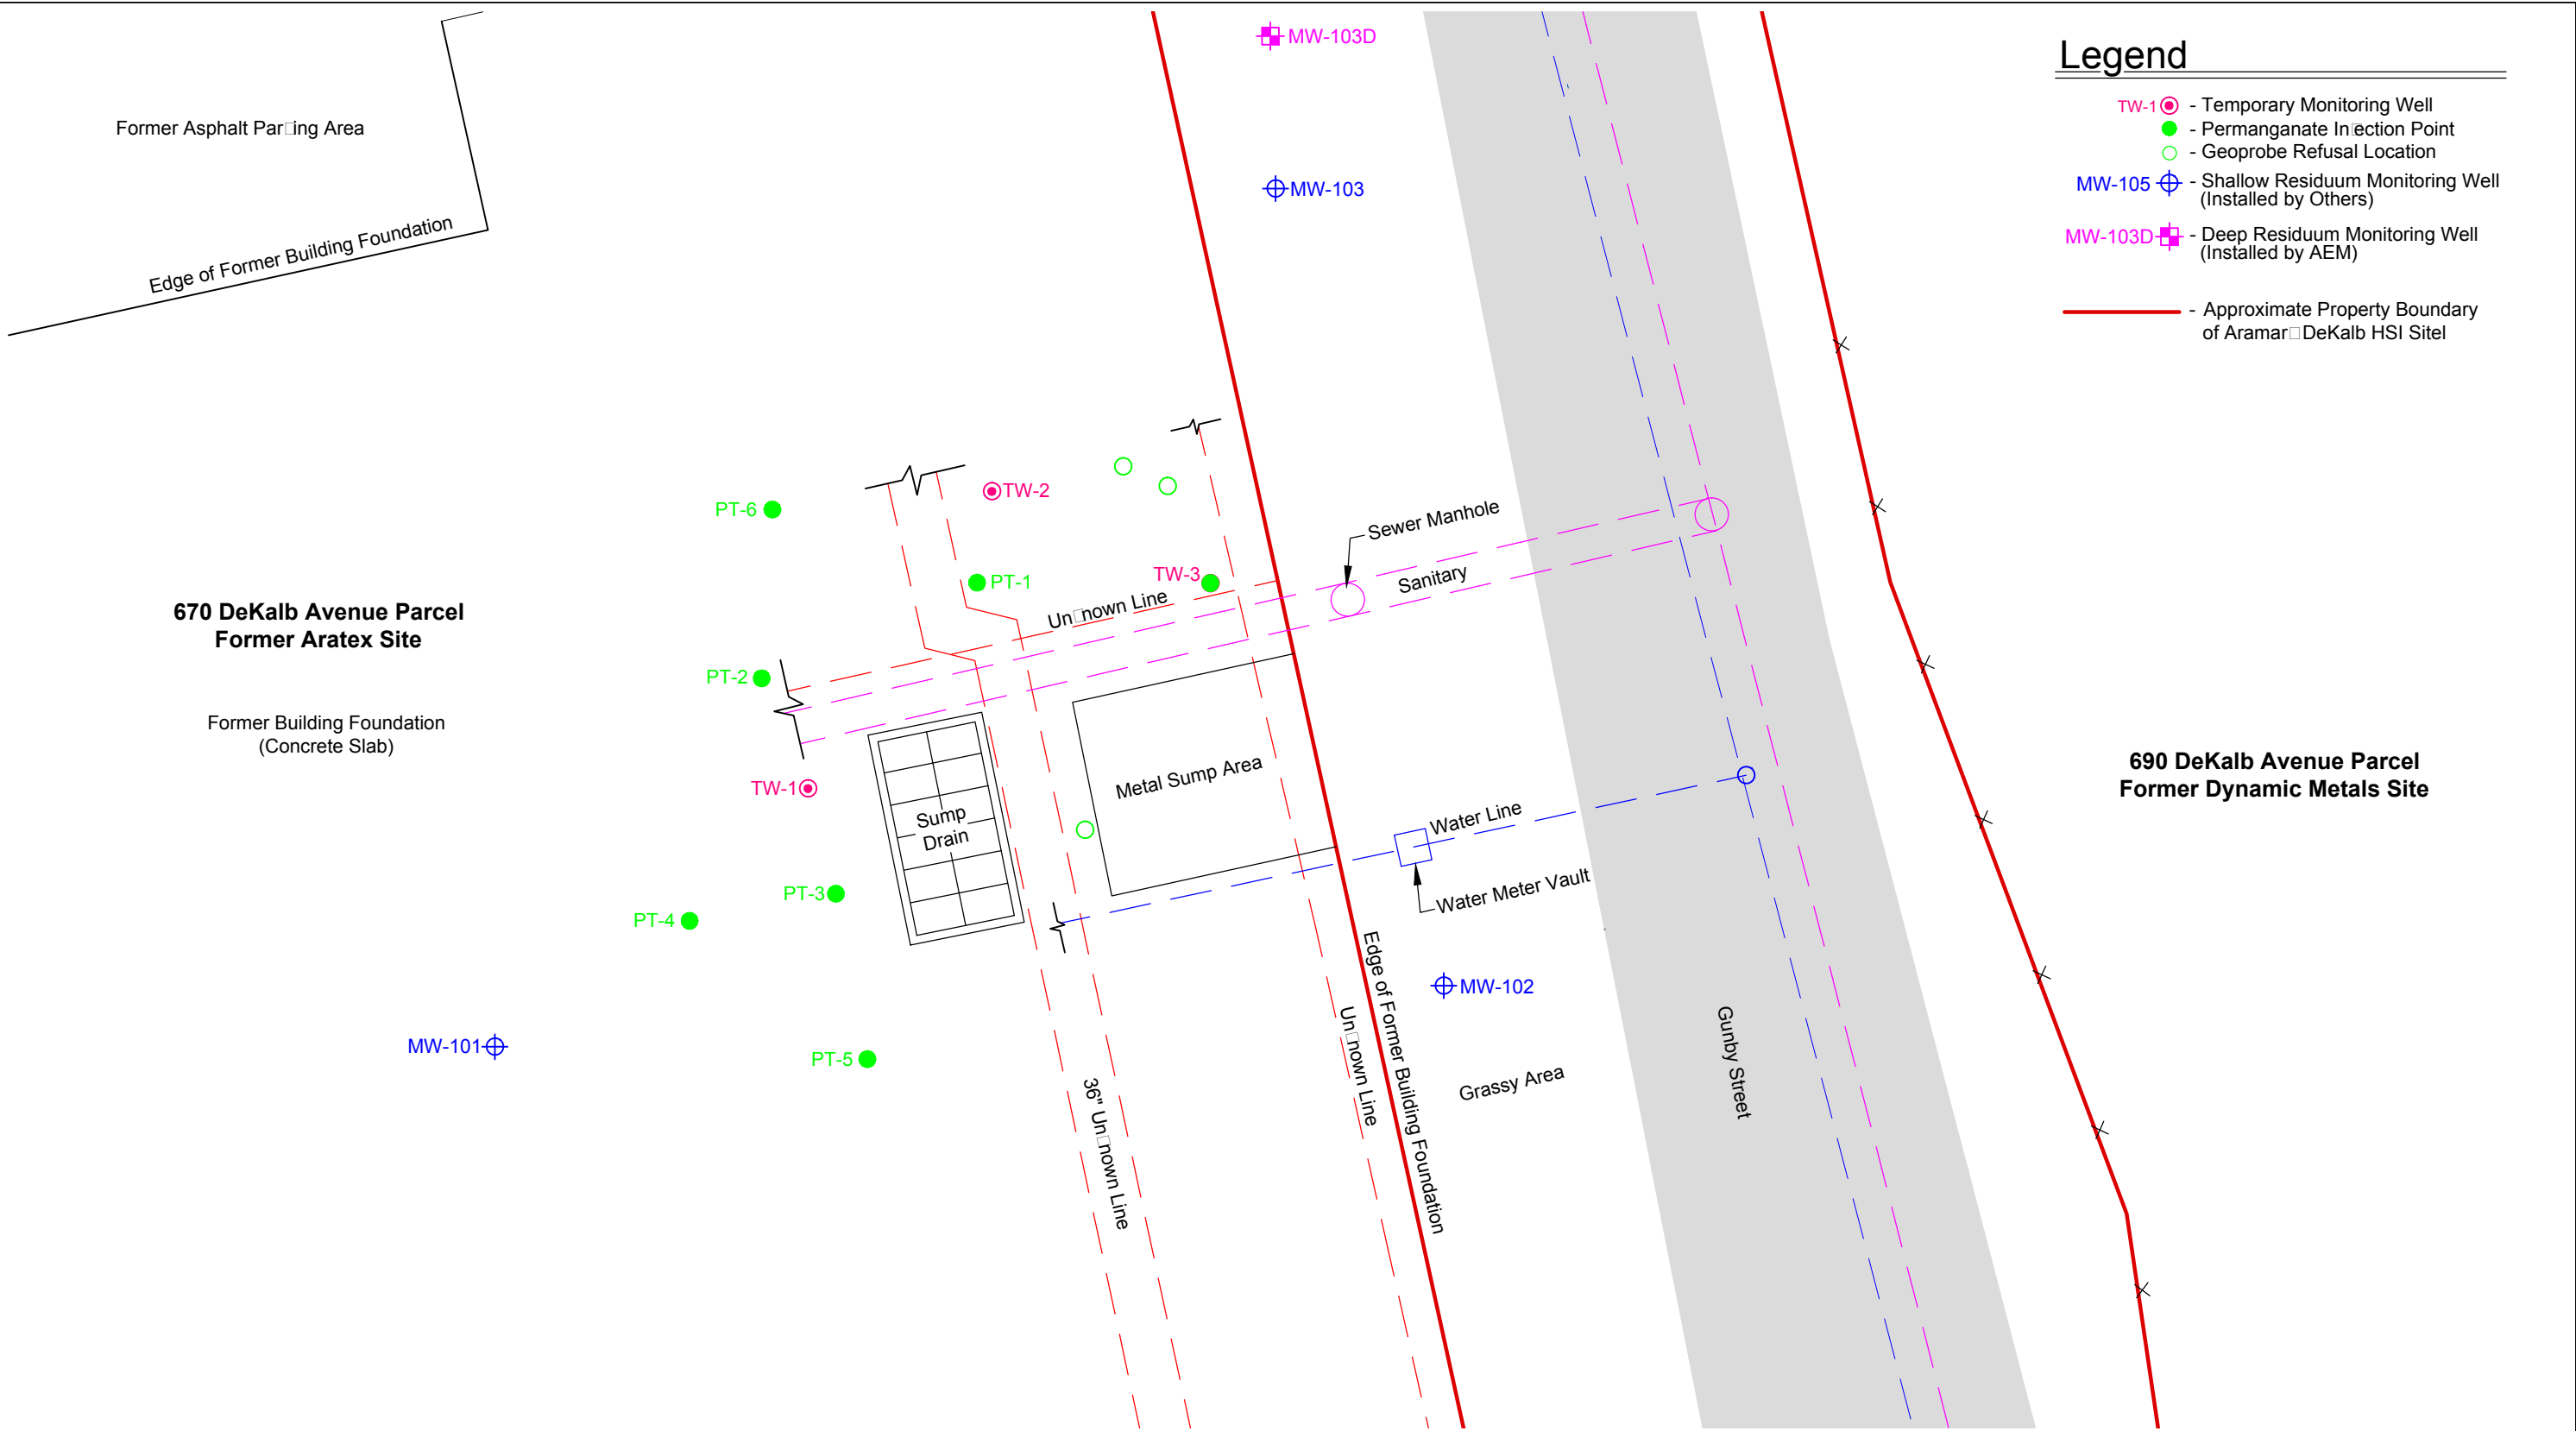 MW-103D
Legend
TW-1 - Temporary Monitoring Well
- Permanganate In□ection Point
- Geoprobe Refusal Location
MW-105 - Shallow Residuum Monitoring Well
(Installed by Others)
MW-103D - Deep Residuum Monitoring Well
(Installed by AEM)
- Approximate Property Boundary
of Aramar□DeKalb HSI Sitel
Former Asphalt Par□ing Area
MW-103
Edge of Former Building Foundation
TW-2
PT-6
Sewer Manhole
PT-1
TW-3
Sanitary
Un□nown Line
670 DeKalb Avenue Parcel
Former Aratex Site
PT-2
Former Building Foundation
(Concrete Slab)
690 DeKalb Avenue Parcel
Former Dynamic Metals Site
TW-1
Metal Sump Area
Sump
Drain
Water Line
PT-3
Water Meter Vault
PT-4
MW-102
Edge of Former Building Foundation
Un□nown Line
Gunby Street
MW-101
PT-5
Grassy Area
36" Un□nown Line